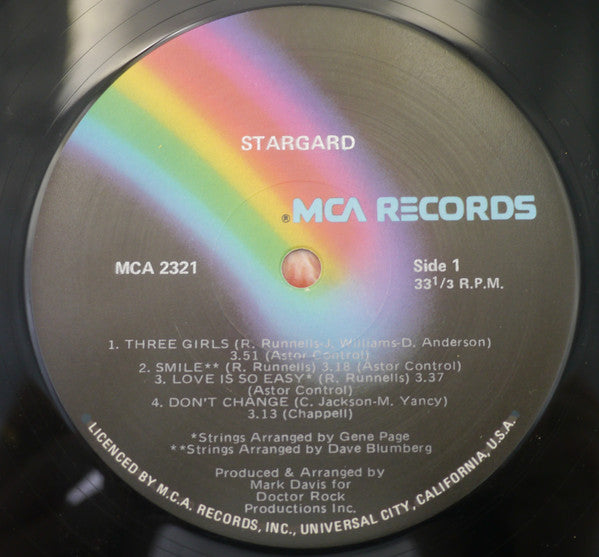 STARGARD
®MCA RECORDS
MCA 2321
Side 1
33 1/3 R.P.M.
1. THREE GIRLS (R. Runnells-J. Williams-D. Anderson)
3.51 (Astor Control)
2. SMILE** (R. Runnells) 3.18 (Astor Control)
3. LOVE IS SO EASY* (R. Runnells) 3.37
(Astor Control)
4. DON'T CHANGE (C. Jackson-M. Yancy)
3.13 (Chappell)
*Strings Arranged by Gene Page
**Strings Arranged by Dave Blumberg
Produced & Arranged by
Mark Davis for
Doctor Rock
Productions Inc.
LICENCED BY M.C.A. RECORDS, INC., UNIVERSAL CITY, CALIFORNIA, U.S.A.